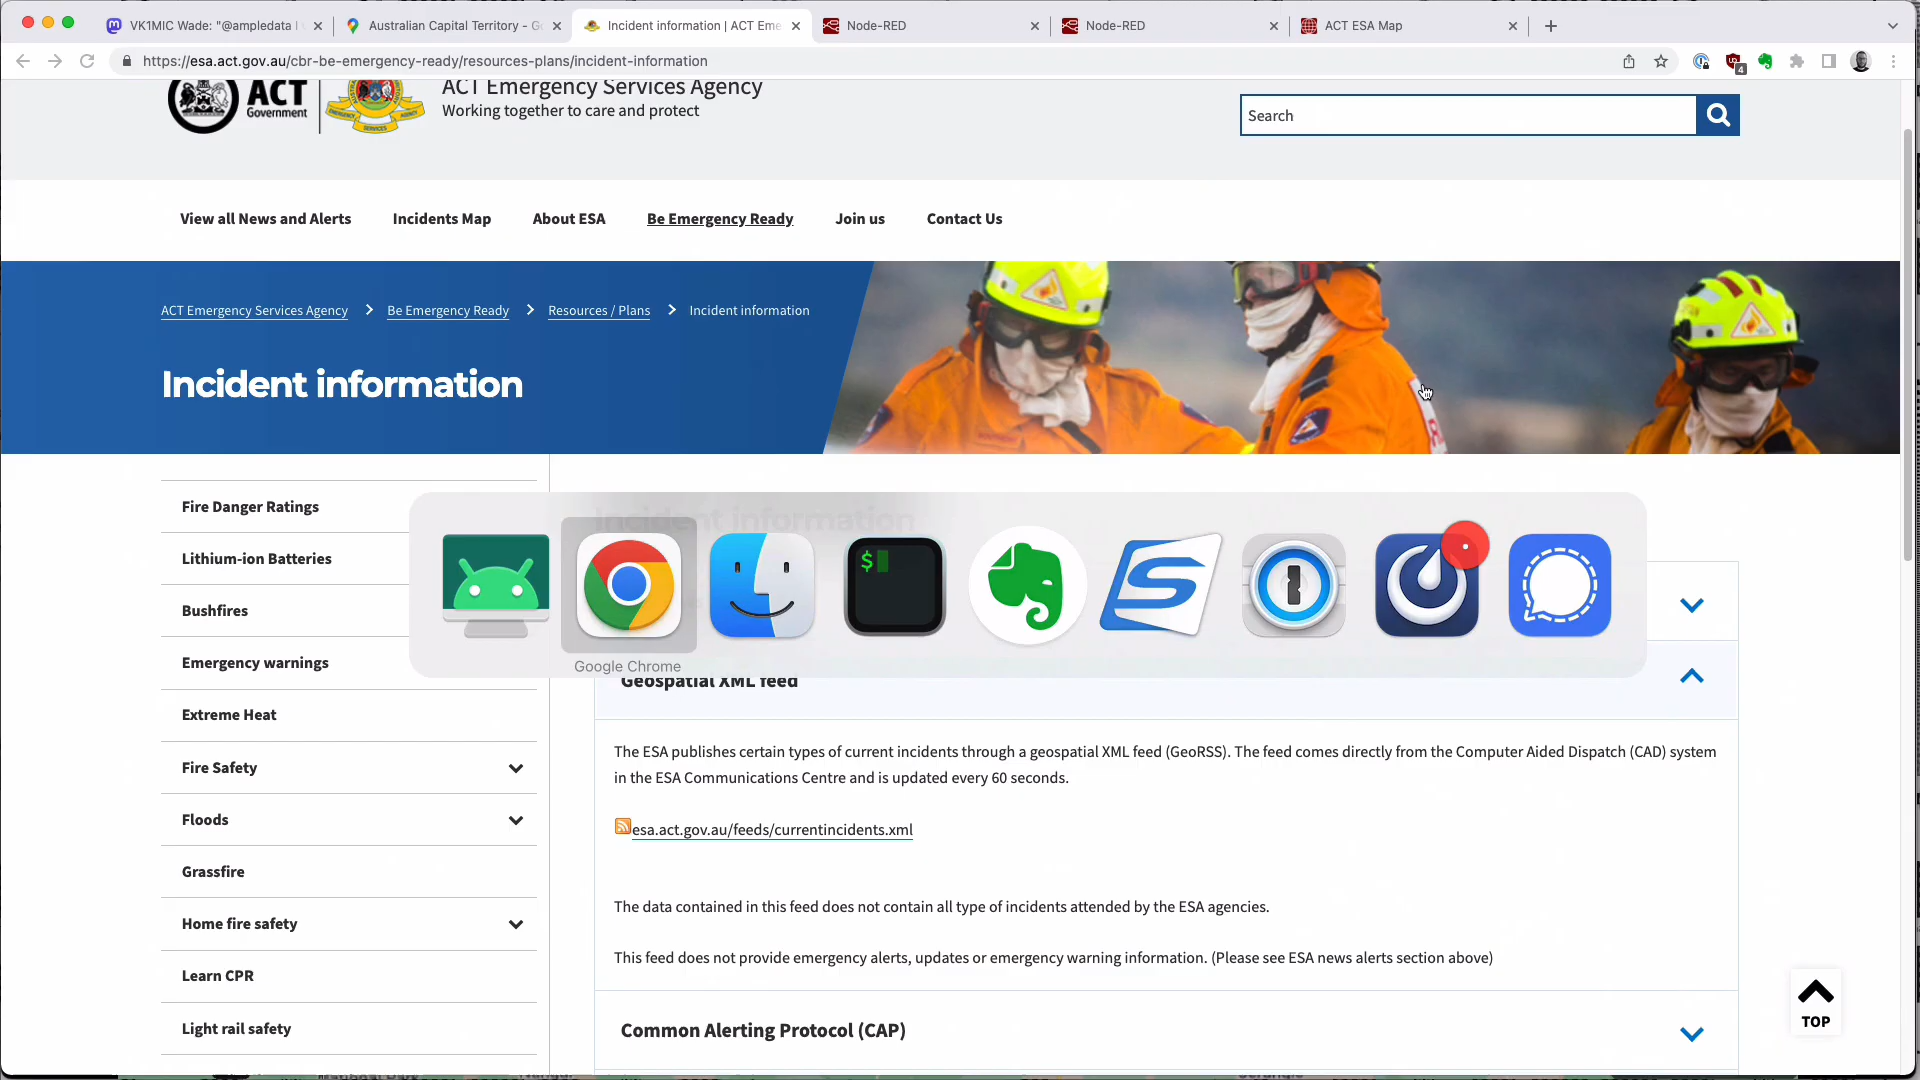 VK1MIC Wade: "@ampledata I
Australian Capital Territory - G
Incident information | ACT Eme
Node-RED
Node-RED
ACT ESA Map
https://esa.act.gov.au/cbr-be-emergency-ready/resources-plans/incident-information
4
ACT
Government
ACT Emergency Services Agency
Working together to care and protect
Search
View all News and Alerts
Incidents Map
About ESA
Be Emergency Ready
Join us
Contact Us
ACT Emergency Services Agency > Be Emergency Ready > Resources / Plans > Incident information
Incident information
Fire Danger Ratings
Lithium-ion Batteries
Bushfires
Emergency warnings
Extreme Heat
Fire Safety
Floods
Grassfire
Home fire safety
Learn CPR
Light rail safety
Incident information
$
Google Chrome
Geospatial XML feed
The ESA publishes certain types of current incidents through a geospatial XML feed (GeoRSS). The feed comes directly from the Computer Aided Dispatch (CAD) system
in the ESA Communications Centre and is updated every 60 seconds.
esa.act.gov.au/feeds/currentincidents.xml
The data contained in this feed does not contain all type of incidents attended by the ESA agencies.
This feed does not provide emergency alerts, updates or emergency warning information. (Please see ESA news alerts section above)
Common Alerting Protocol (CAP)
TOP